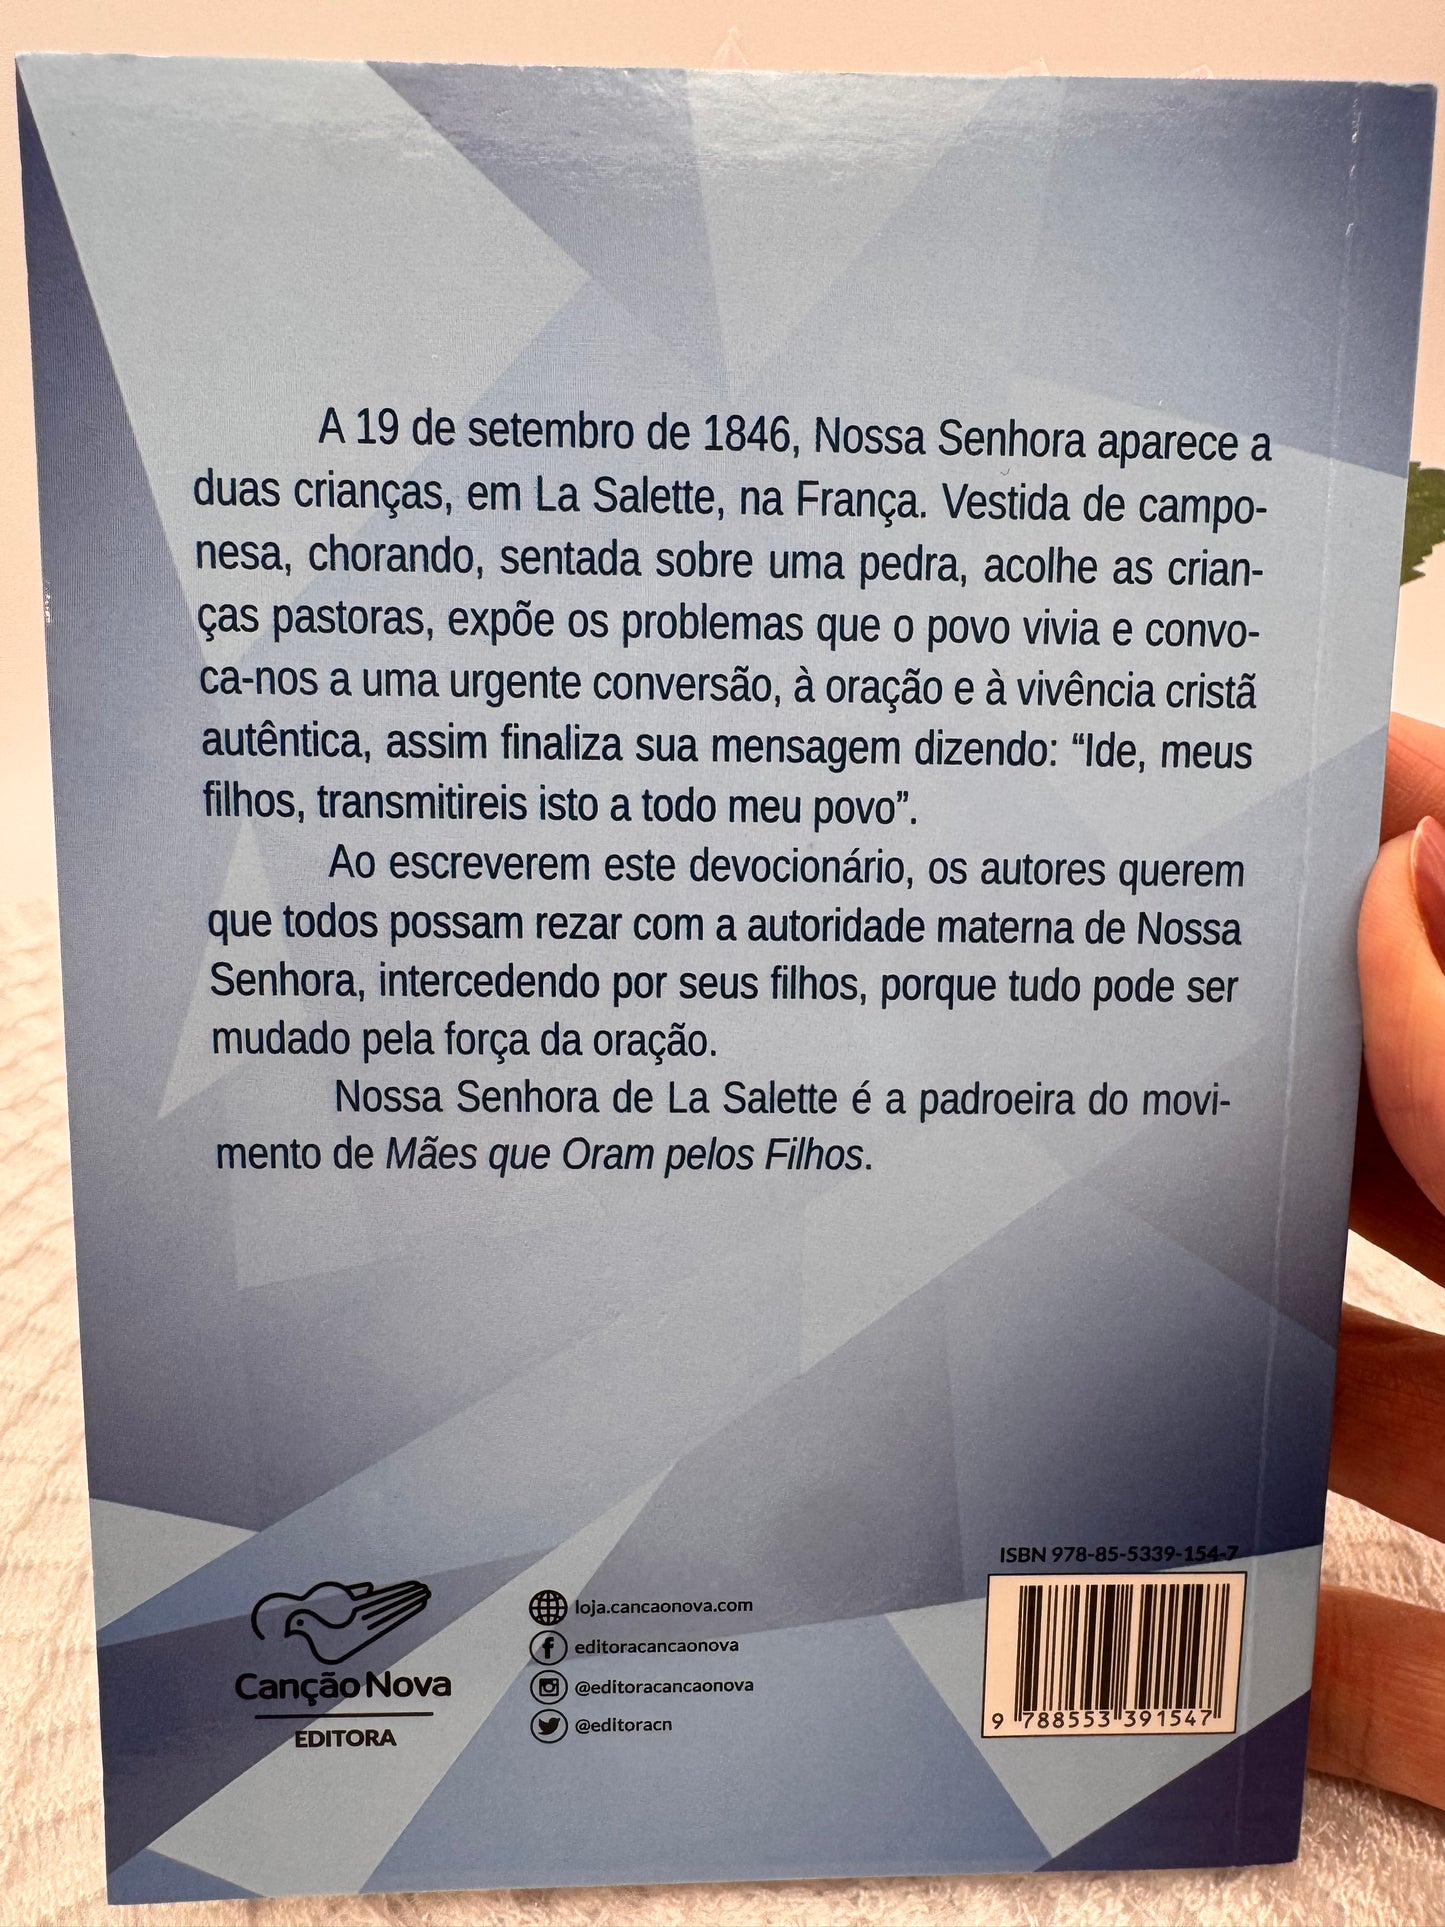 A 19 de setembro de 1846, Nossa Senhora aparece a
duas crianças, em La Salette, na França. Vestida de campo-
nesa, chorando, sentada sobre uma pedra, acolhe as crian-
ças pastoras, expõe os problemas que o povo vivia e convo-
ca-nos a uma urgente conversão, à oração e à vivência cristã
autêntica, assim finaliza sua mensagem dizendo: “Ide, meus
filhos, transmitireis isto a todo meu povo”.
Ao escreverem este devocionário, os autores querem
que todos possam rezar com a autoridade materna de Nossa
Senhora, intercedendo por seus filhos, porque tudo pode ser
mudado pela força da oração.
Nossa Senhora de La Salette é a padroeira do movi-
mento de Mães que Oram pelos Filhos.
Canção Nova
EDITORA
loja.cancaonova.com
editoracancaonova
@editoracancaonova
@editoracn
ISBN 978-85-5339-154-7
9 788553 391547